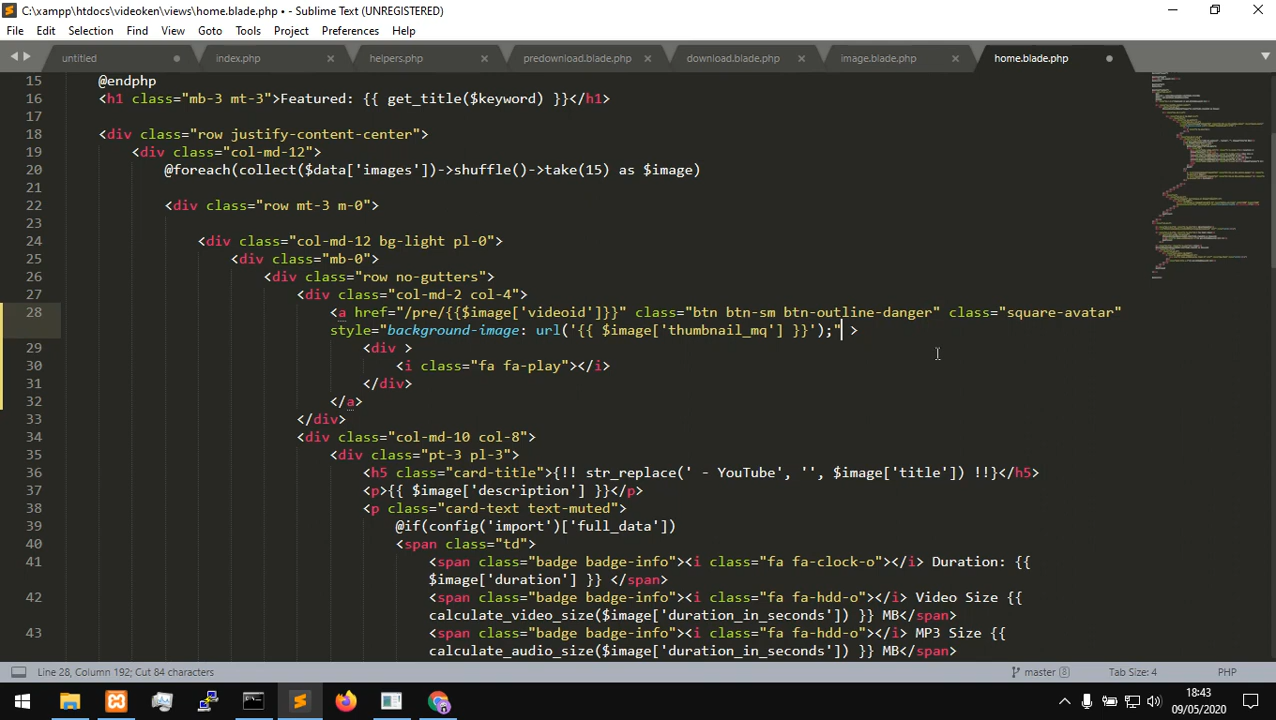 C:\xampp\htdocs\videoken\views\home.blade.php • - Sublime Text (UNREGISTERED)
File Edit Selection Find View Goto Tools Project Preferences Help
untitled index.php helpers.php predownload.blade.php download.blade.php image.blade.php home.blade.php
15 @endphp
16 <h1 class="mb-3 mt-3">Featured: {{ get_title($keyword) }}</h1>
17
18 <div class="row justify-content-center">
19 <div class="col-md-12">
20 @foreach(collect($data['images'])->shuffle()->take(15) as $image)
21
22 <div class="row mt-3 m-0">
23
24 <div class="col-md-12 bg-light pl-0">
25 <div class="mb-0">
26 <div class="row no-gutters">
27 <div class="col-md-2 col-4">
28 <a href="/pre/{{$image['videoid']}}" class="btn btn-sm btn-outline-danger" class="square-avatar"
style="background-image: url('{{ $image['thumbnail_mq'] }}');" >
29 <div >
30 <i class="fa fa-play"></i>
31 </div>
32 </a>
33 </div>
34 <div class="col-md-10 col-8">
35 <div class="pt-3 pl-3">
36 <h5 class="card-title">{!! str_replace(' - YouTube', '', $image['title']) !!}</h5>
37 <p>{{ $image['description'] }}</p>
38 <p class="card-text text-muted">
39 @if(config('import')['full_data'])
40 <span class="td">
41 <span class="badge badge-info"><i class="fa fa-clock-o"></i> Duration: {{
$image['duration'] }} </span>
42 <span class="badge badge-info"><i class="fa fa-hdd-o"></i> Video Size {{
calculate_video_size($image['duration_in_seconds']) }} MB</span>
43 <span class="badge badge-info"><i class="fa fa-hdd-o"></i> MP3 Size {{
calculate_audio_size($image['duration_in_seconds']) }} MB</span>
Line 28, Column 192; Cut 84 characters master 8 Tab Size: 4 PHP
18:43
09/05/2020